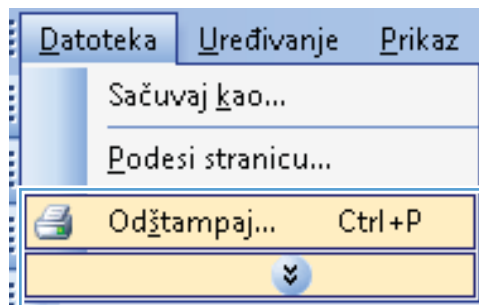 Datoteka Uređivanje Prikaz
Sačuvaj kao...
Podesi stranicu...
Odštampaj... Ctrl+P